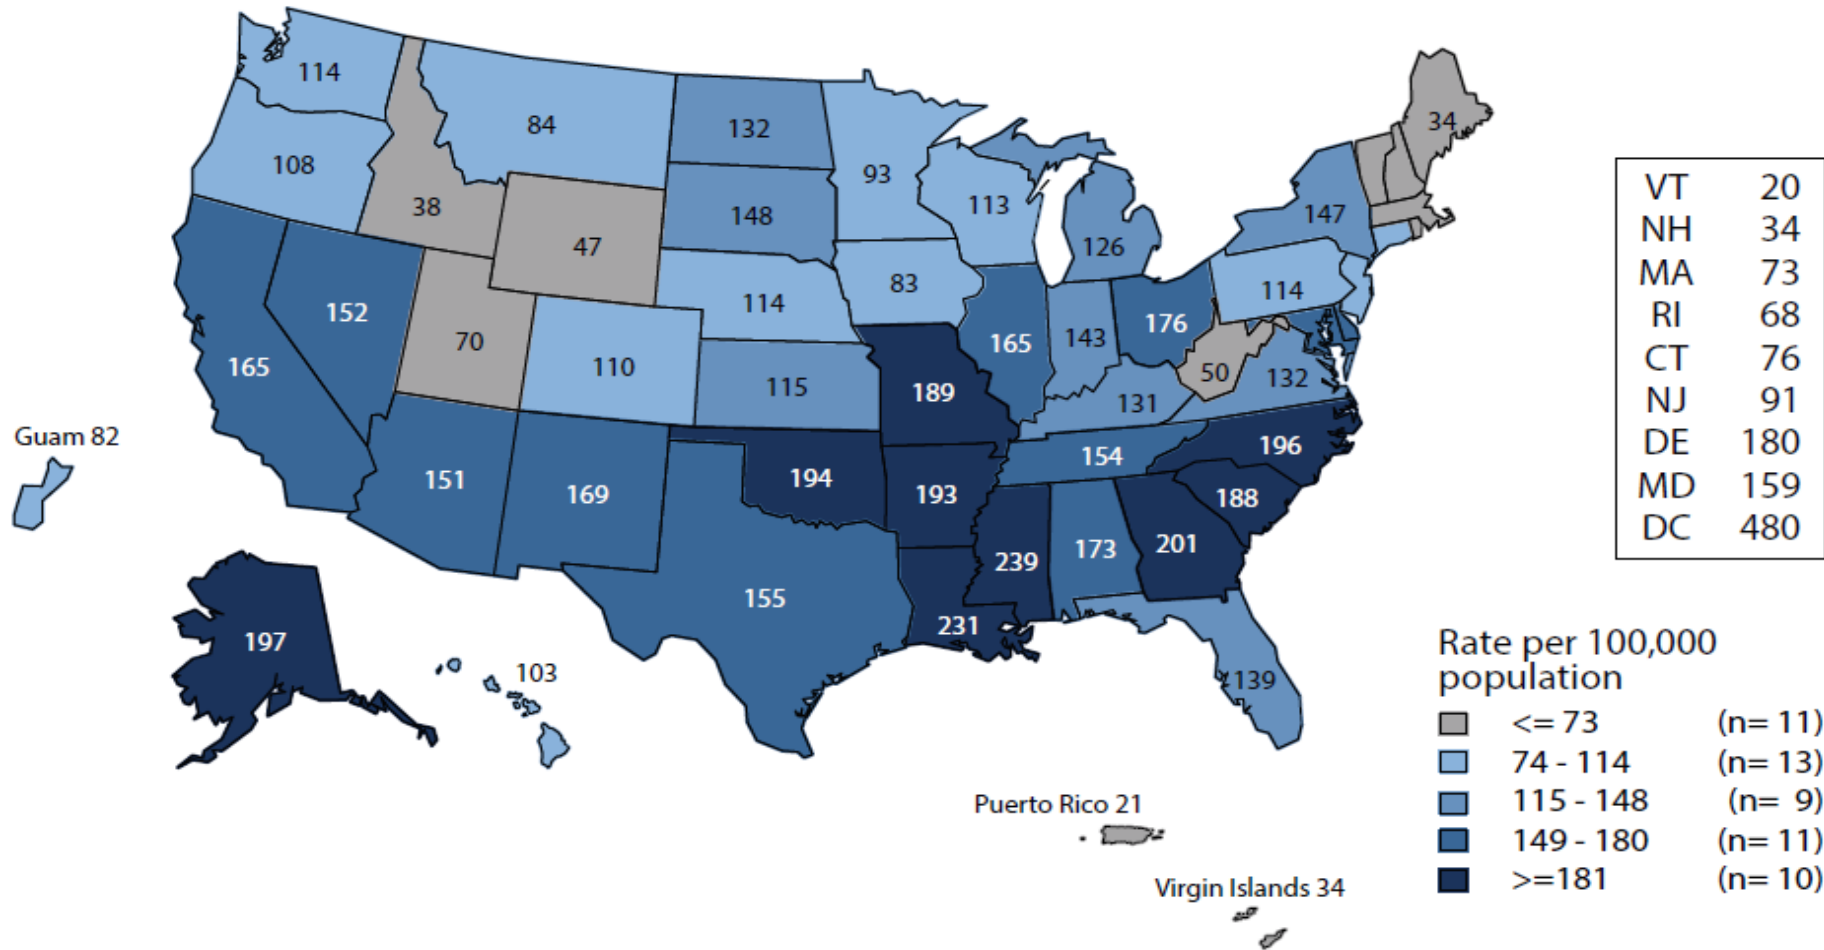 114
84
132
93
34
108
38
47
148
113
126
147
VT 20
NH 34
MA 73
RI 68
CT 76
NJ 91
DE 180
MD 159
DC 480
152
70
114
83
114
165
110
115
165
143
176
50
132
189
131
Guam 82
151
169
194
193
154
196
188
239
173
201
155
231
197
103
139
Rate per 100,000
population
<= 73 (n= 11)
74 - 114 (n= 13)
115 - 148 (n= 9)
149 - 180 (n= 11)
>=181 (n= 10)
Puerto Rico 21
Virgin Islands 34